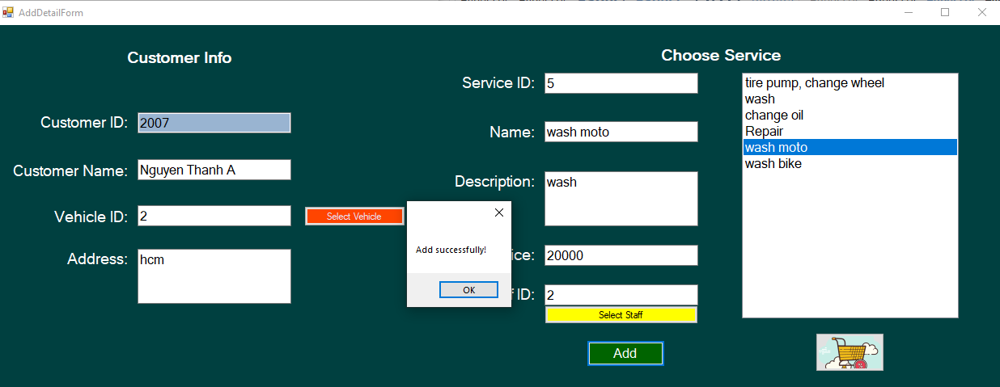 AddDetailForm
Customer Info
Customer ID: 2007
Customer Name: Nguyen Thanh A
Vehicle ID: 2
Select Vehicle
Address: hcm
Add successfully!
OK
Choose Service
Service ID: 5
Name: wash moto
Description: wash
ice: 20000
ID: 2
Select Staff
Add
tire pump, change wheel
wash
change oil
Repair
wash moto
wash bike